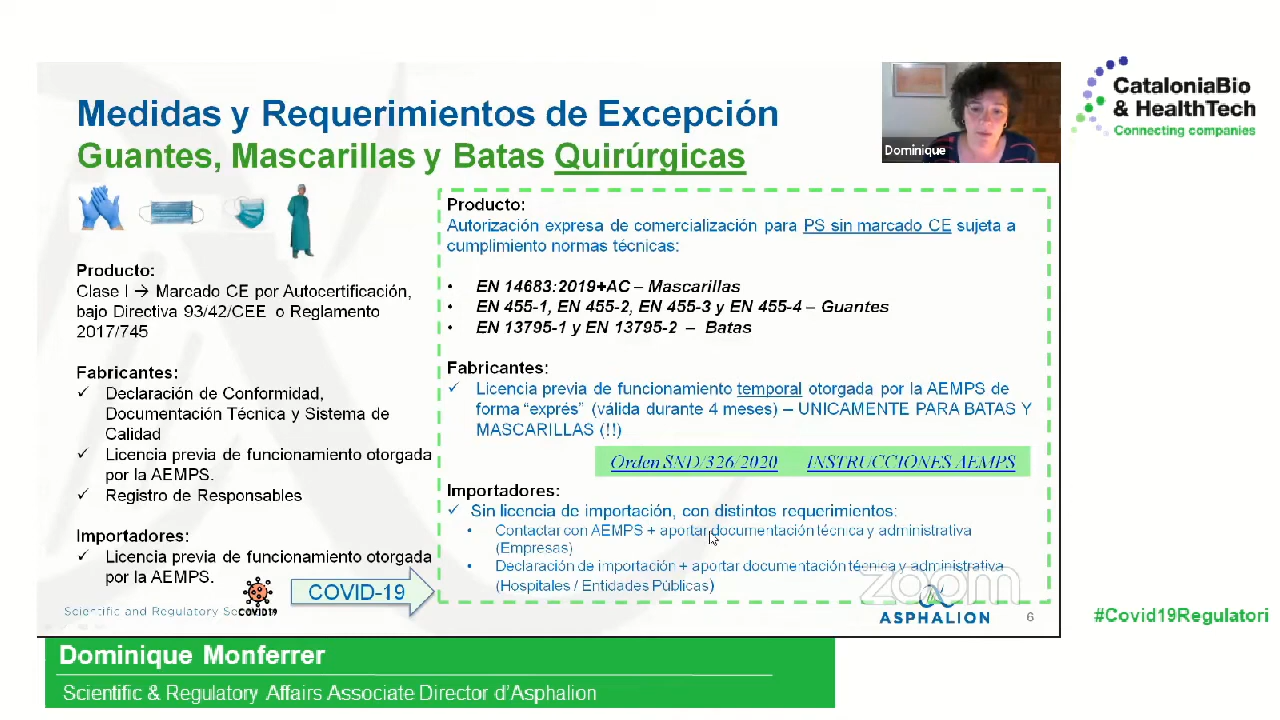 Medidas y Requerimientos de Excepción
Guantes, Mascarillas y Batas Quirúrgicas
Dominique
CataloniaBio
& HealthTech
Connecting companies
Producto:
Clase I → Marcado CE por Autocertificación,
bajo Directiva 93/42/CEE o Reglamento
2017/745
Fabricantes:
✓ Declaración de Conformidad,
Documentación Técnica y Sistema de
Calidad
✓ Licencia previa de funcionamiento otorgada
por la AEMPS.
✓ Registro de Responsables
Importadores:
✓ Licencia previa de funcionamiento otorgada
por la AEMPS.
COVID19
COVID-19
Scientific and Regulatory Se
Producto:
Autorización expresa de comercialización para PS sin marcado CE sujeta a
cumplimiento normas técnicas:
• EN 14683:2019+AC – Mascarillas
• EN 455-1, EN 455-2, EN 455-3 y EN 455-4 – Guantes
• EN 13795-1 y EN 13795-2 – Batas
Fabricantes:
✓ Licencia previa de funcionamiento temporal otorgada por la AEMPS de
forma “exprés” (válida durante 4 meses) – UNICAMENTE PARA BATAS Y
MASCARILLAS (!!)
Orden SND/326/2020 INSTRUCCIONES AEMPS
Importadores:
✓ Sin licencia de importación, con distintos requerimientos:
• Contactar con AEMPS + aportar documentación técnica y administrativa
(Empresas)
• Declaración de importación + aportar documentación técnica y administrativa
(Hospitales / Entidades Públicas)
zoom
ASPHALION
6
#Covid19Regulatori
Dominique Monferrer
Scientific & Regulatory Affairs Associate Director d’Asphalion